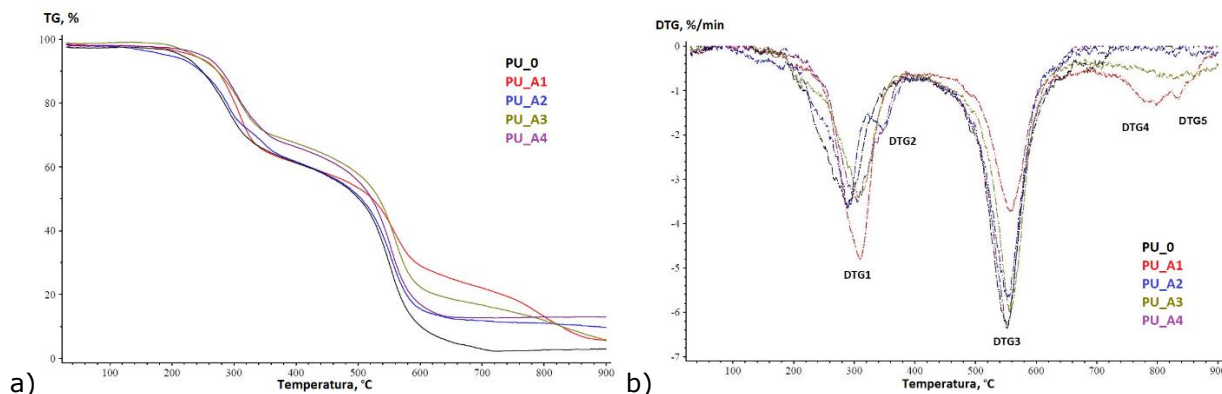 TG, %
100
80
60
40
20
0
100 200 300 400 500 600 700 800 900
Temperatura, °C
PU_0
PU_A1
PU_A2
PU_A3
PU_A4
a)
DTG, %/min
0
-1
-2
-3
-4
-5
-6
-7
100 200 300 400 500 600 700 800 900
Temperatura, °C
DTG1
DTG2
DTG3
DTG4
DTG5
PU_0
PU_A1
PU_A2
PU_A3
PU_A4
b)